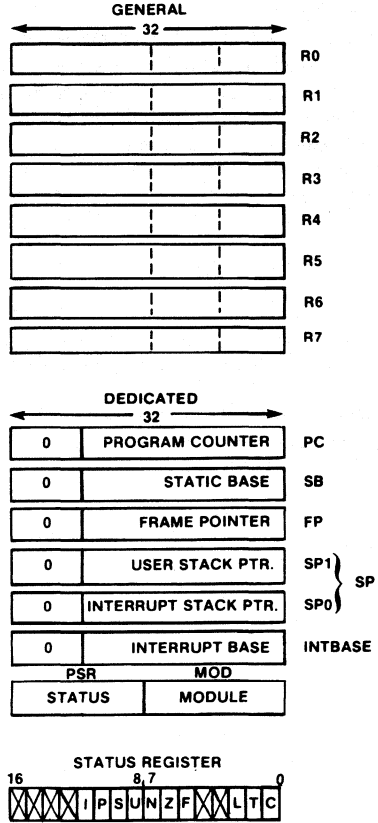 GENERAL
32
R0
R1
R2
R3
R4
R5
R6
R7
DEDICATED
32
0 PROGRAM COUNTER PC
0 STATIC BASE SB
0 FRAME POINTER FP
0 USER STACK PTR. SP1
SP
0 INTERRUPT STACK PTR. SP0
0 INTERRUPT BASE INTBASE
PSR MOD
STATUS MODULE
STATUS REGISTER
16 8,7 0
I P S U N Z F L T C